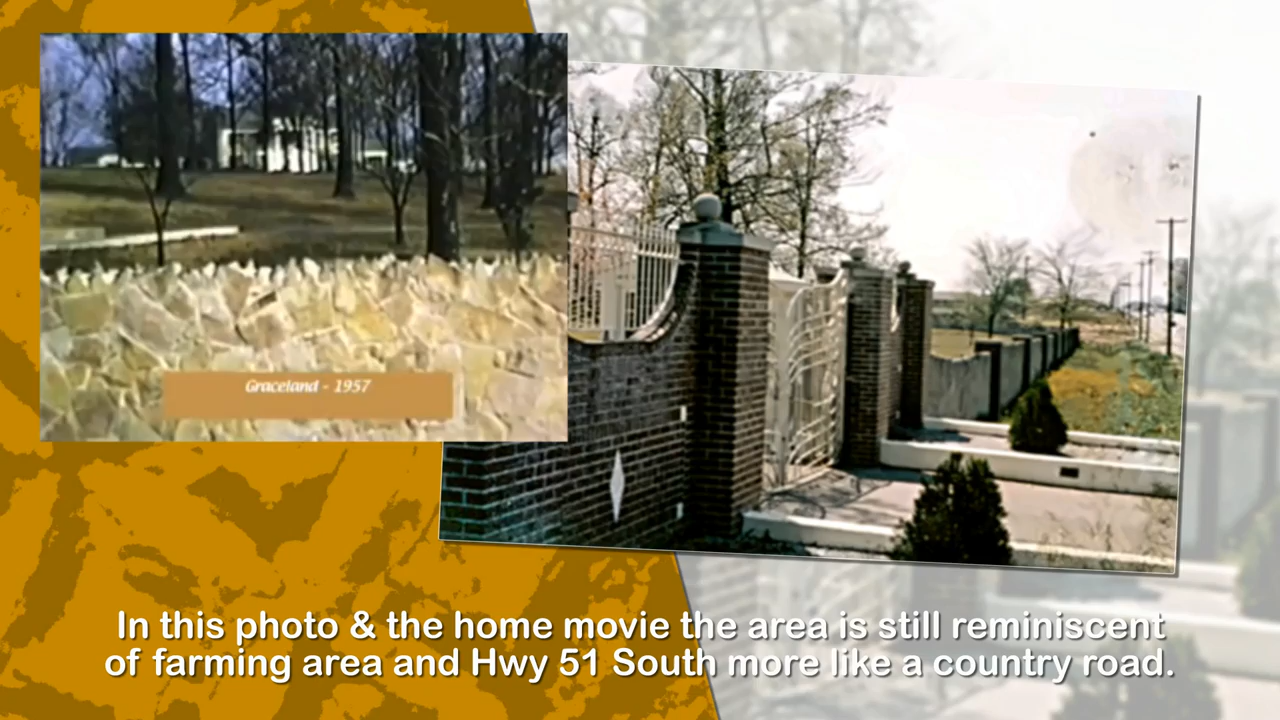 Graceland - 1957
In this photo & the home movie the area is still reminiscent
of farming area and Hwy 51 South more like a country road.